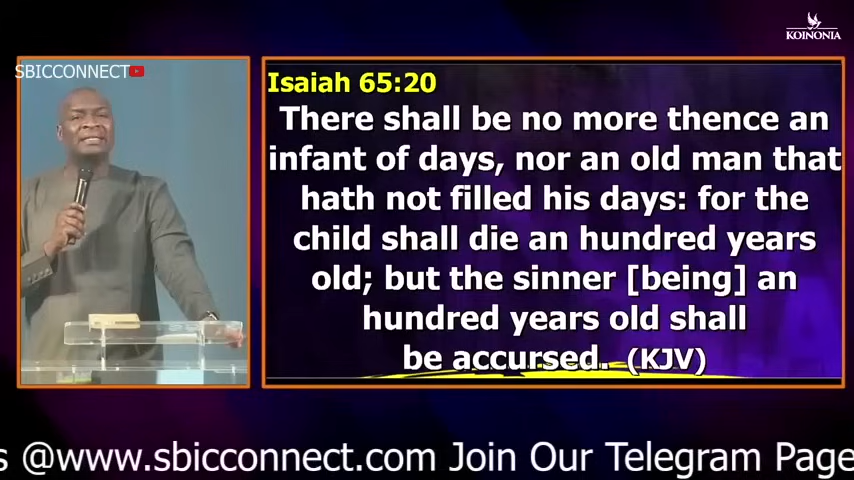 KOINONIA
SBICCONNECT
Isaiah 65:20
There shall be no more thence an
infant of days, nor an old man that
hath not filled his days: for the
child shall die an hundred years
old; but the sinner [being] an
hundred years old shall
be accursed. (KJV)
s @www.sbicconnect.com Join Our Telegram Page